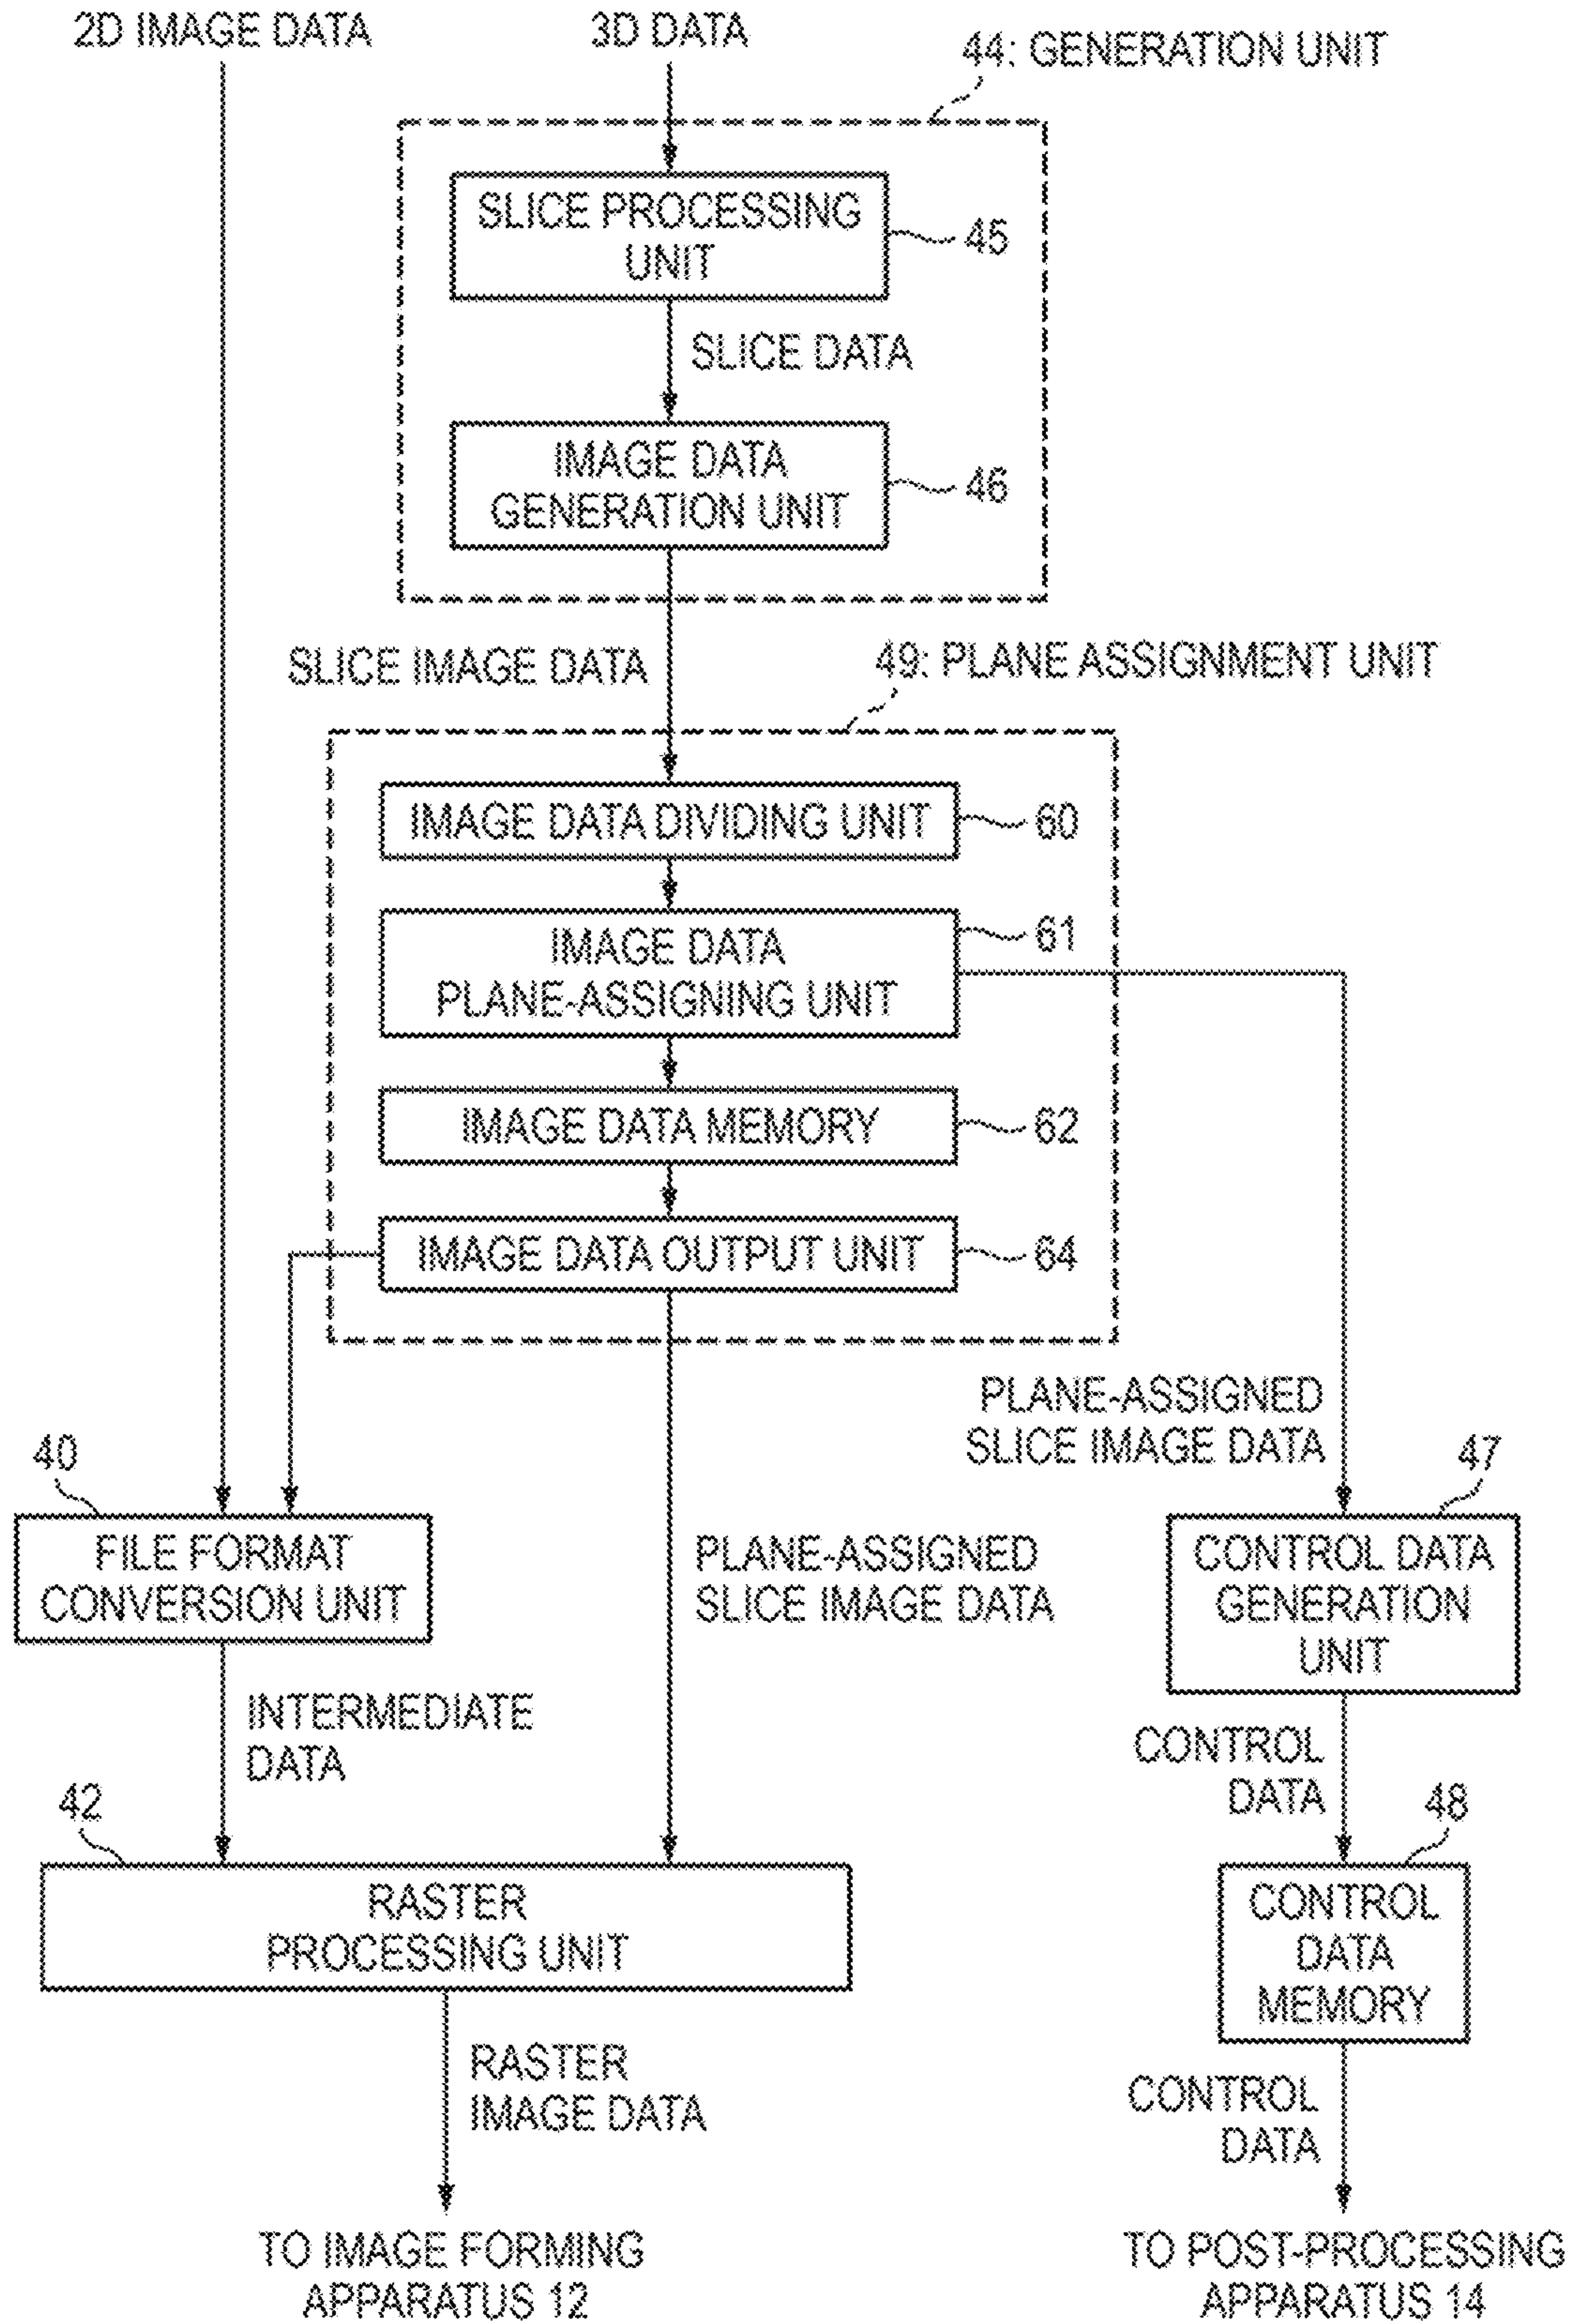 2D IMAGE DATA
3D DATA
44: GENERATION UNIT
SLICE PROCESSING
UNIT
45
SLICE DATA
IMAGE DATA
GENERATION UNIT
46
SLICE IMAGE DATA
49: PLANE ASSIGNMENT UNIT
IMAGE DATA DIVIDING UNIT
60
IMAGE DATA
PLANE-ASSIGNING UNIT
61
IMAGE DATA MEMORY
62
IMAGE DATA OUTPUT UNIT
64
PLANE-ASSIGNED
SLICE IMAGE DATA
40
FILE FORMAT
CONVERSION UNIT
PLANE-ASSIGNED
SLICE IMAGE DATA
47
CONTROL DATA
GENERATION
UNIT
INTERMEDIATE
DATA
CONTROL
DATA
42
RASTER
PROCESSING UNIT
48
CONTROL
DATA
MEMORY
RASTER
IMAGE DATA
CONTROL
DATA
TO IMAGE FORMING
APPARATUS 12
TO POST-PROCESSING
APPARATUS 14